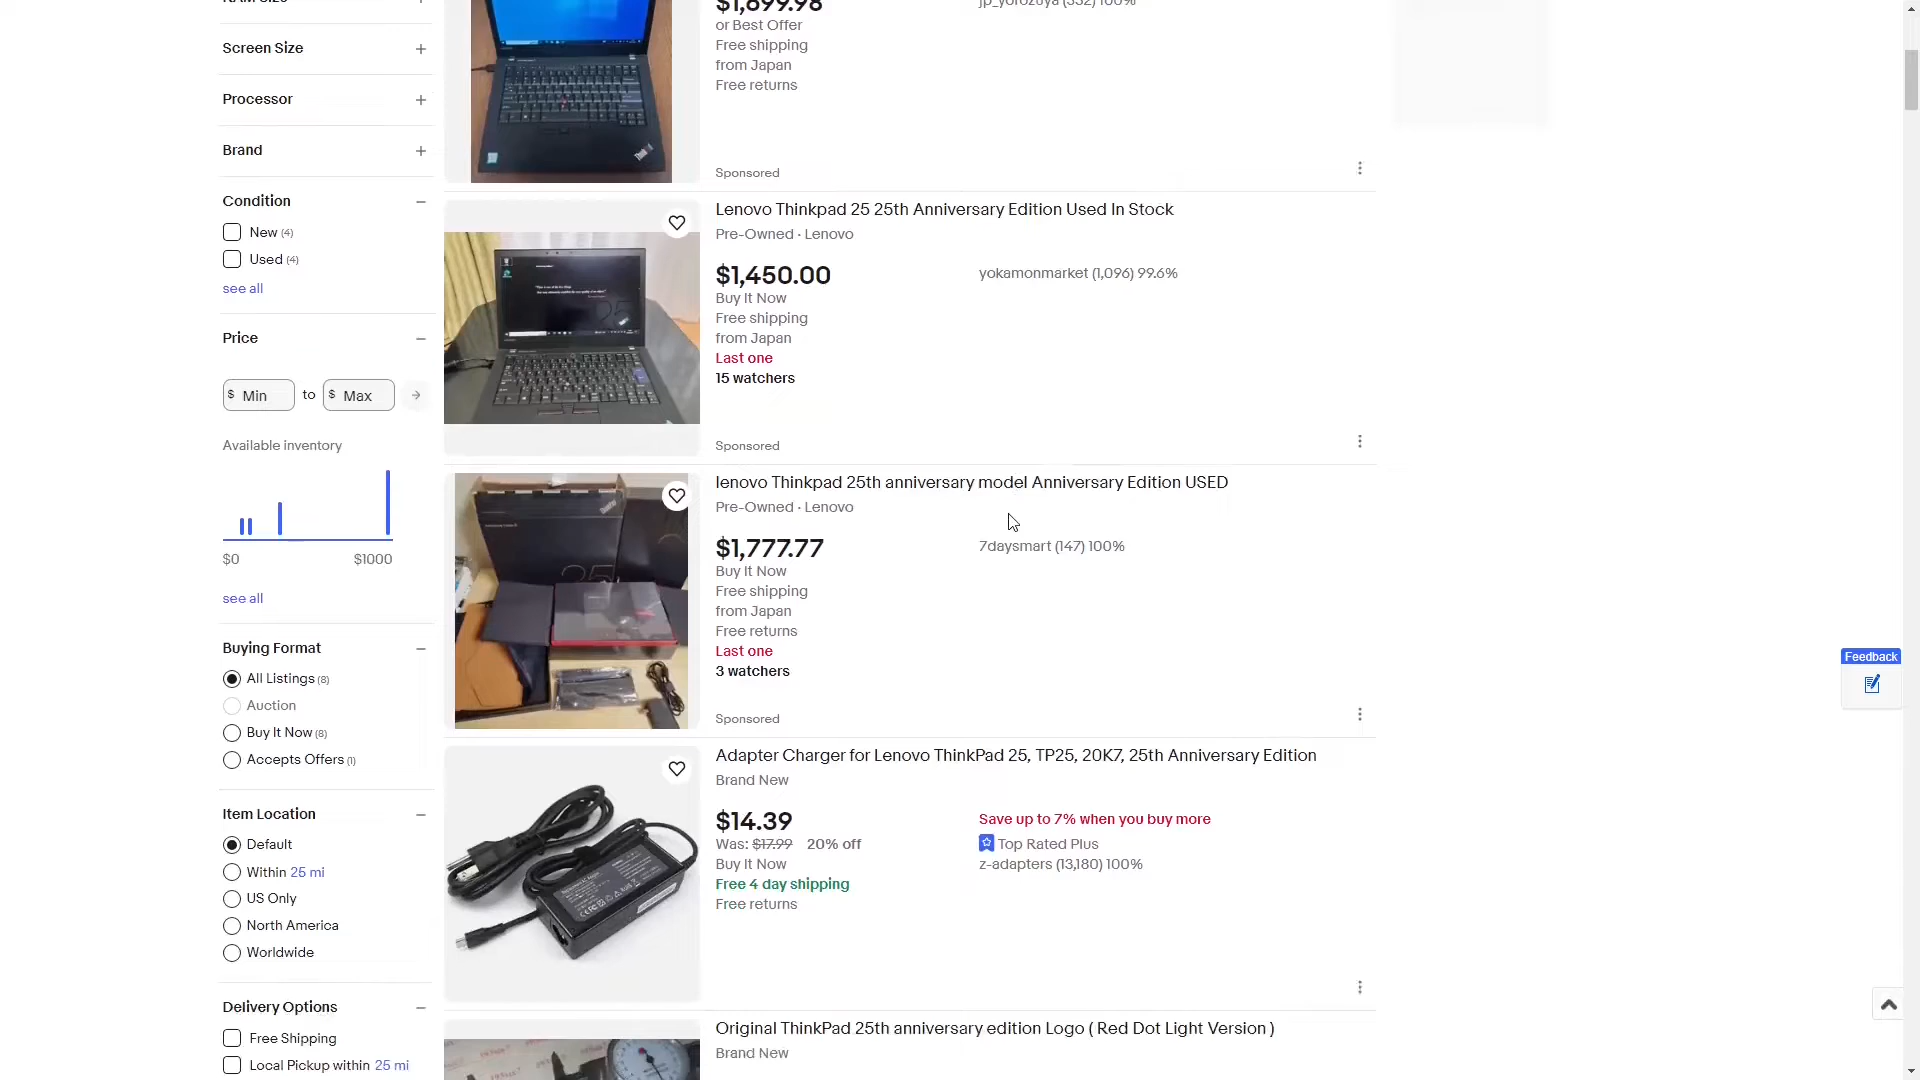 Screen Size
Processor
Brand
Condition
New (4)
Used (4)
see all
Price
$ Min to $ Max
Available inventory
$0 $1000
see all
Buying Format
All Listings (8)
Auction
Buy It Now (8)
Accepts Offers (1)
Item Location
Default
Within 25 mi
US Only
North America
Worldwide
Delivery Options
Free Shipping
Local Pickup within 25 mi
or Best Offer
Free shipping
from Japan
Free returns
Sponsored
Lenovo Thinkpad 25 25th Anniversary Edition Used In Stock
Pre-Owned · Lenovo
$1,450.00
Buy It Now
Free shipping
from Japan
Last one
15 watchers
yokamonmarket (1,096) 99.6%
Sponsored
lenovo Thinkpad 25th anniversary model Anniversary Edition USED
Pre-Owned · Lenovo
$1,777.77
Buy It Now
Free shipping
from Japan
Free returns
Last one
3 watchers
7daysmart (147) 100%
Sponsored
Adapter Charger for Lenovo ThinkPad 25, TP25, 20K7, 25th Anniversary Edition
Brand New
$14.39
Was: $17.99 20% off
Buy It Now
Free 4 day shipping
Free returns
Save up to 7% when you buy more
Top Rated Plus
z-adapters (13,180) 100%
Original ThinkPad 25th anniversary edition Logo ( Red Dot Light Version )
Brand New
Feedback